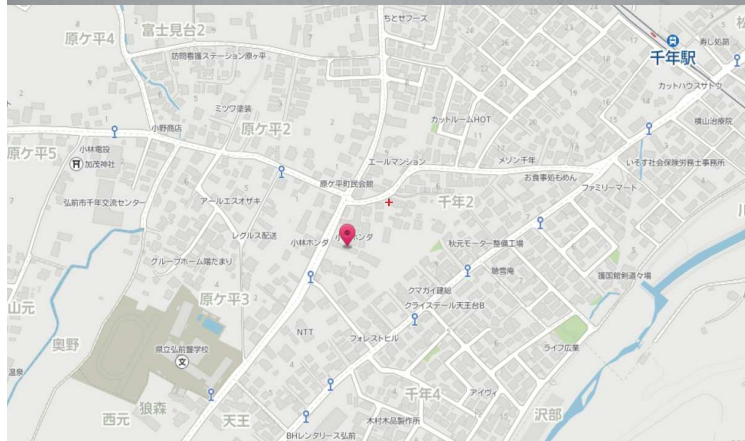 ちとせフーズ
富士見台2
原ケ平4
訪問看護ステーション原ヶ平
千年駅
寿し処筋
カットハウスサトウ
ミツワ塗装
カットルームHOT
小野商店
原ケ平2
横山治療院
小林電設
原ケ平5
加茂神社
エールマンション
メゾン千年
いそす社会保険労務士事務所
お食事処もめん
ファミリーマート
原ヶ平町民会館
弘前市千年交流センター
アールエスオザキ
千年2
レグルス配送
小林ホンダ
小林ホンダ
秋元モーター整備工場
聴雪庵
グループホーム陽だまり
護国館剣道々場
クマガイ建総
原ケ平3
クライステール天王台B
山元
NTT
フォレストヒル
奥野
県立弘前聾学校
文
ライフ広業
温泉
千年4
アイヴィ
狼森
西元
天王
沢部
木村木品製作所
BHレンタリース弘前